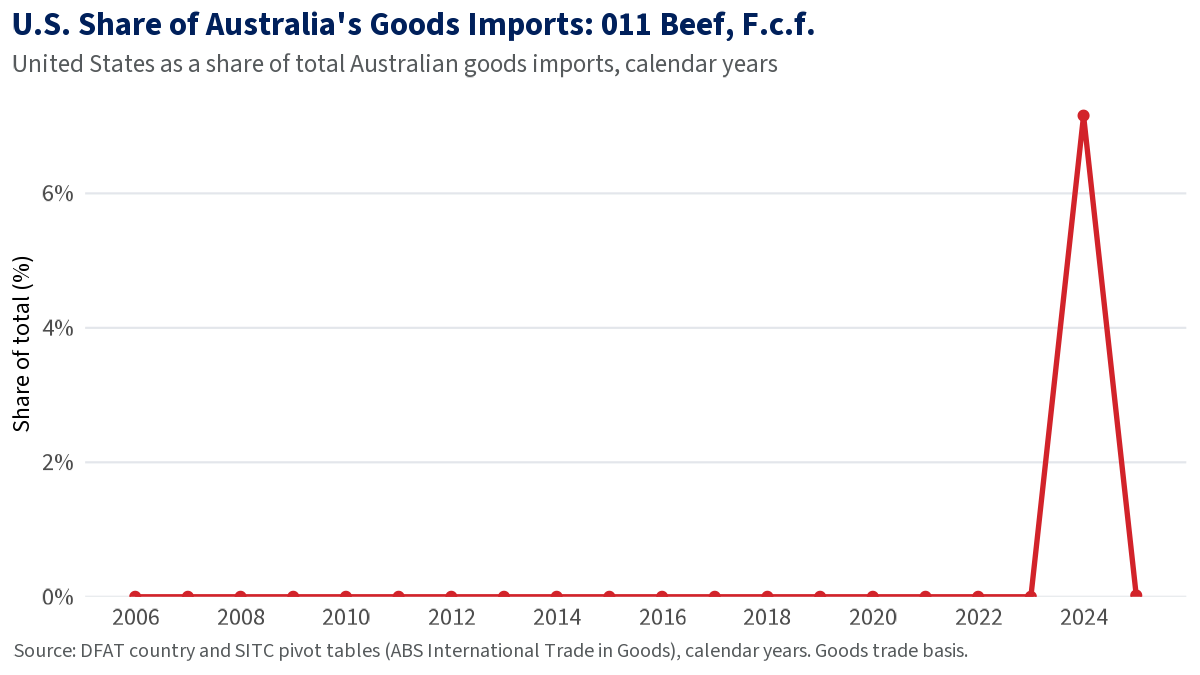 U.S. Share of Australia's Goods Imports: 011 Beef, F.c.f.
United States as a share of total Australian goods imports, calendar years
Share of total (%)
6%
4%
2%
0%
2006 2008 2010 2012 2014 2016 2018 2020 2022 2024
Source: DFAT country and SITC pivot tables (ABS International Trade in Goods), calendar years. Goods trade basis.